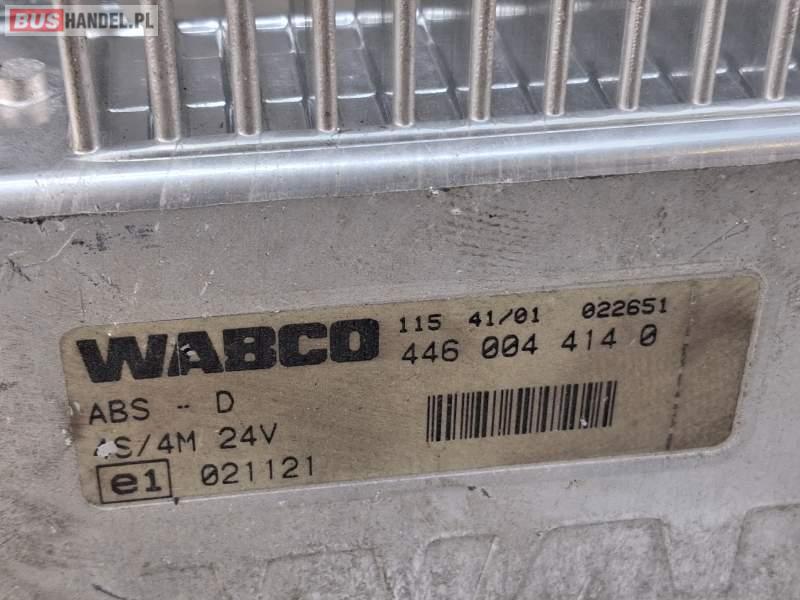 BUSHANDEL.PL
WABCO
115 41/01 022651
446 004 414 0
ABS - D
4S/4M 24V
e1 021121